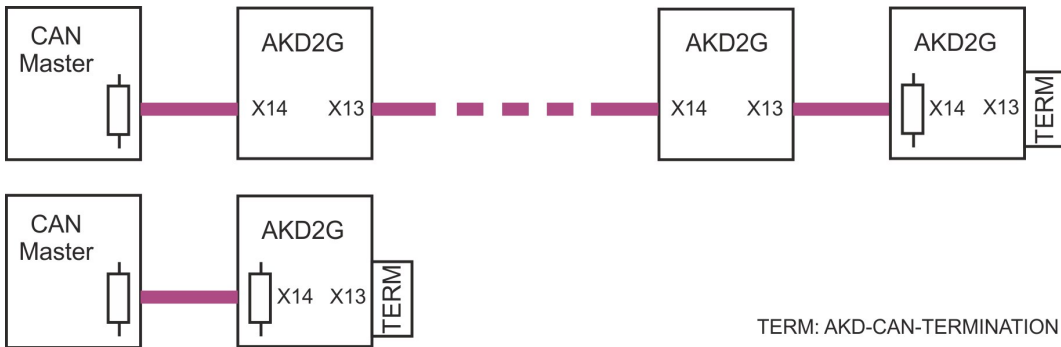 CAN
Master
AKD2G
X14 X13
AKD2G
X14 X13
AKD2G
X14 X13
TERM
CAN
Master
AKD2G
X14 X13
TERM
TERM: AKD-CAN-TERMINATION